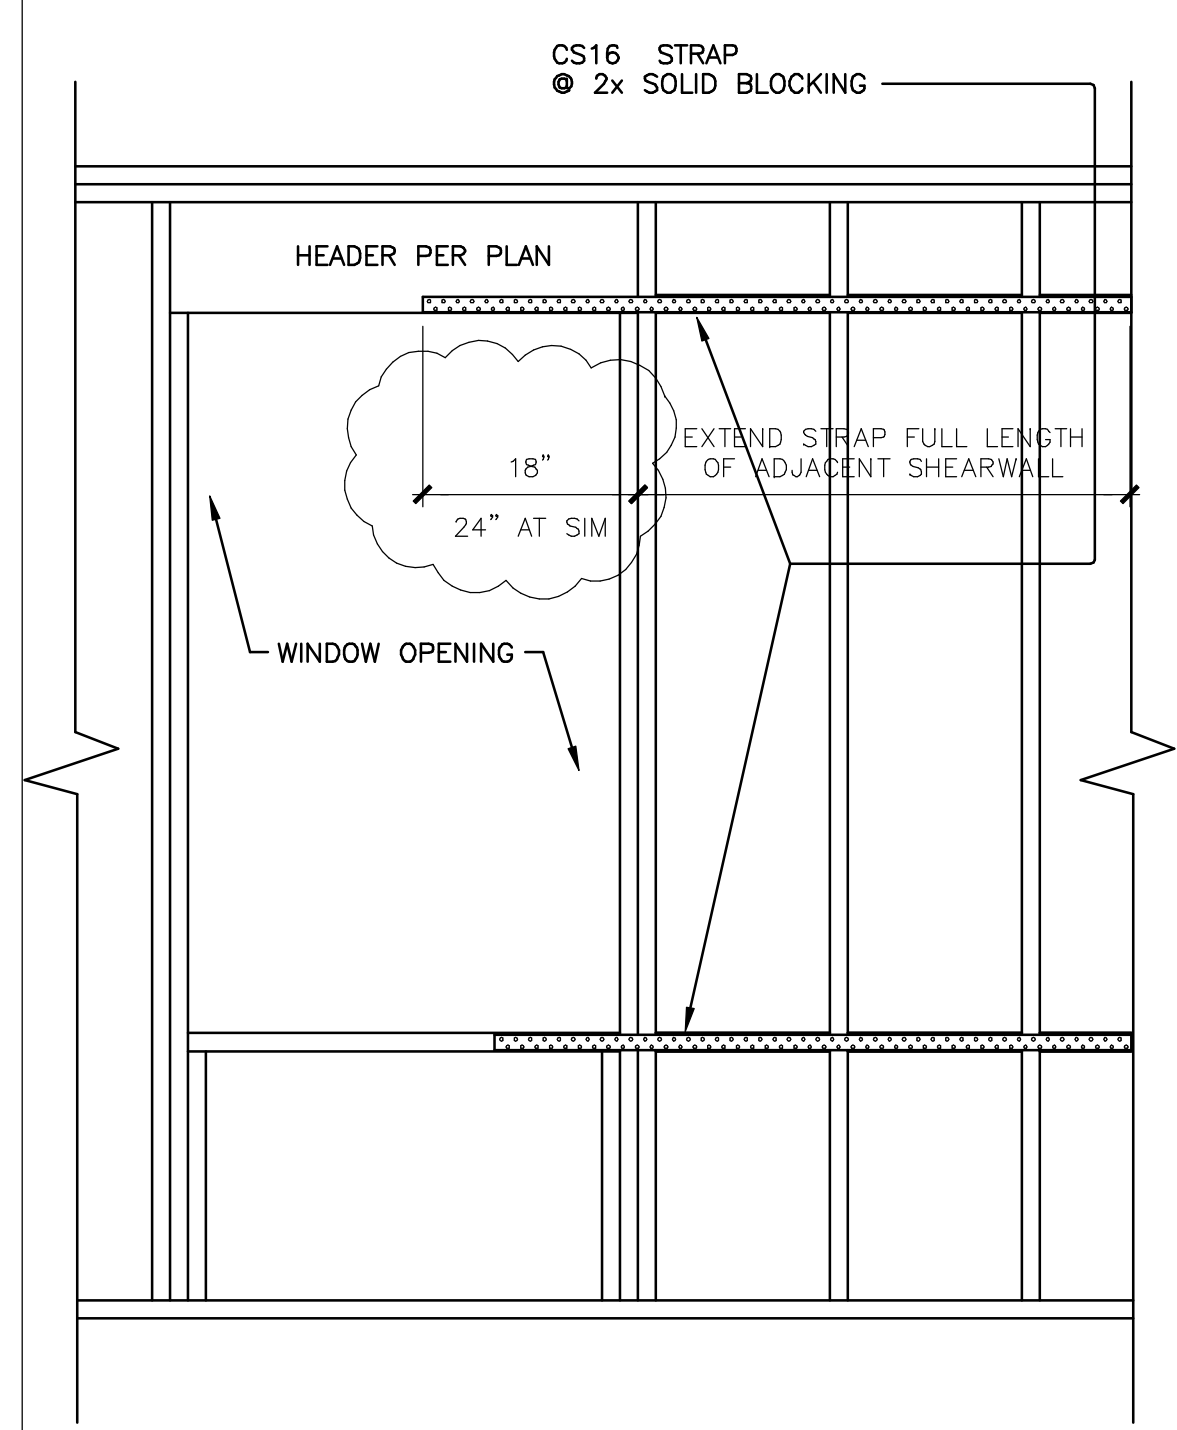 CS16 STRAP
@ 2x SOLID BLOCKING
HEADER PER PLAN
EXTEND STRAP FULL LENGTH
OF ADJACENT SHEARWALL
18”
24” AT SIM
WINDOW OPENING